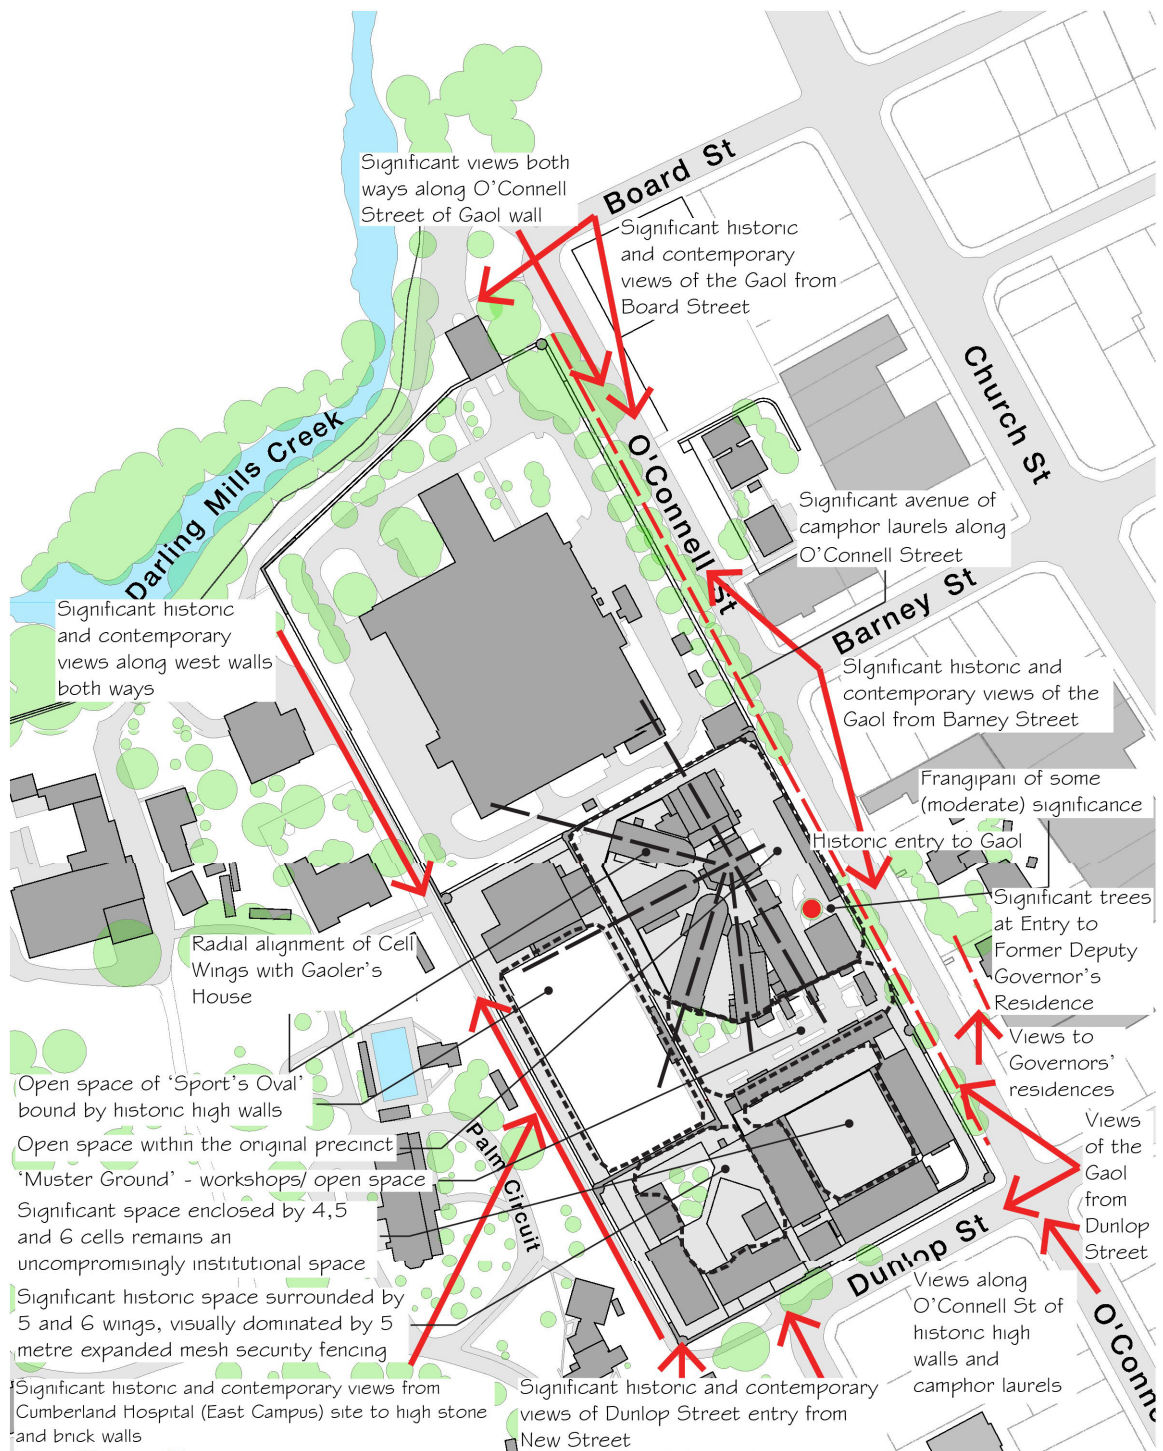 Significant views both
ways along O'Connell
Street of Gaol wall
Board St
Significant historic
and contemporary
views of the Gaol from
Board Street
Church St
Darling Mills Creek
O'Connell St
Significant avenue of
camphor laurels along
O'Connell Street
Barney St
Significant historic
and contemporary
views along west walls
both ways
SIgnificant historic and
contemporary views of the
Gaol from Barney Street
Frangipani of some
(moderate) significance
Historic entry to Gaol
Significant trees
at Entry to
Former Deputy
Governor's
Residence
Radial alignment of Cell
Wings with Gaoler's
House
Views to
Governors'
residences
Open space of 'Sport's Oval'
bound by historic high walls
Open space within the original precinct
'Muster Ground' - workshops/ open space
Significant space enclosed by 4,5
and 6 cells remains an
uncompromisingly institutional space
Significant historic space surrounded by
5 and 6 wings, visually dominated by 5
metre expanded mesh security fencing
Palm Circuit
Views
of the
Gaol
from
Dunlop
Street
Dunlop St
Views along
O'Connell St of
historic high
walls and
camphor laurels
O'Conne
Significant historic and contemporary views from
Cumberland Hospital (East Campus) site to high stone
and brick walls
Significant historic and contemporary
views of Dunlop Street entry from
New Street